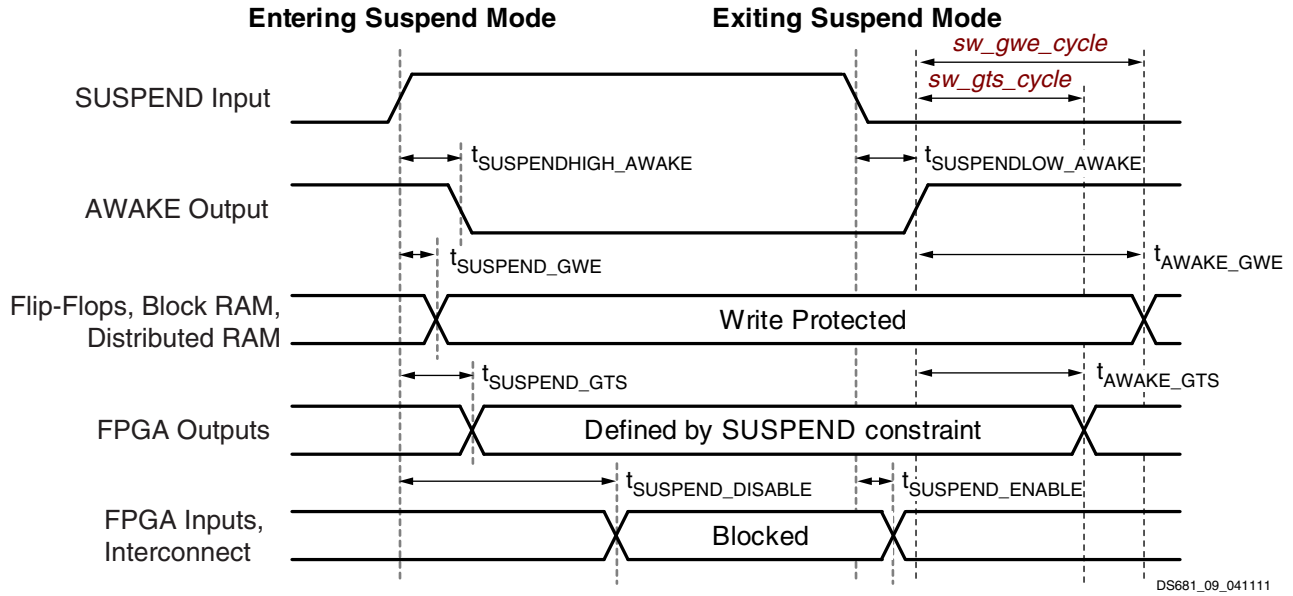 Entering Suspend Mode
Exiting Suspend Mode
sw_gwe_cycle
sw_gts_cycle
SUSPEND Input
tSUSPENDHIGH_AWAKE
tSUSPENDLOW_AWAKE
AWAKE Output
tSUSPEND_GWE
tAWAKE_GWE
Flip-Flops, Block RAM,
Distributed RAM
Write Protected
tSUSPEND_GTS
tAWAKE_GTS
FPGA Outputs
Defined by SUSPEND constraint
tSUSPEND_DISABLE
tSUSPEND_ENABLE
FPGA Inputs,
Interconnect
Blocked
DS681_09_041111